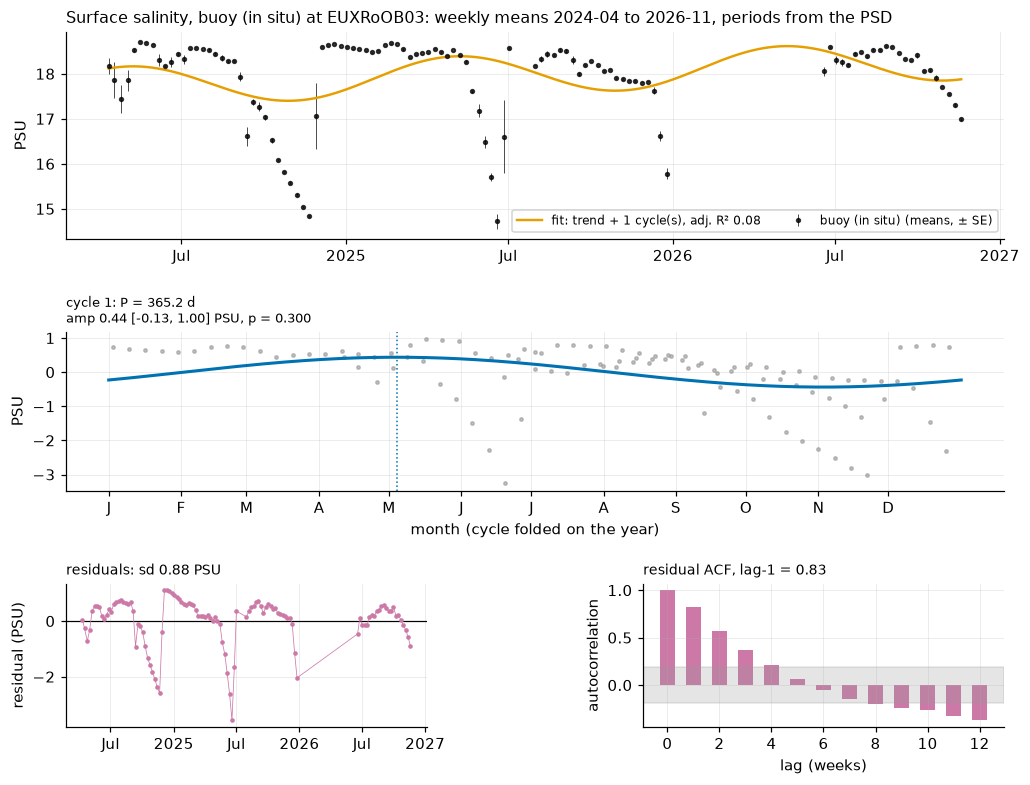 Surface salinity, buoy (in situ) at EUXRoOB03: weekly means 2024-04 to 2026-11, periods from the PSD
PSU
18
17
16
15
fit: trend + 1 cycle(s), adj. R² 0.08
buoy (in situ) (means, ± SE)
Jul 2025 Jul 2026 Jul 2027
cycle 1: P = 365.2 d
amp 0.44 [-0.13, 1.00] PSU, p = 0.300
PSU
1
0
−1
−2
−3
J F M A M J J A S O N D
month (cycle folded on the year)
residuals: sd 0.88 PSU
residual (PSU)
0
−2
Jul 2025 Jul 2026 Jul 2027
residual ACF, lag-1 = 0.83
autocorrelation
1.0
0.5
0.0
0 2 4 6 8 10 12
lag (weeks)